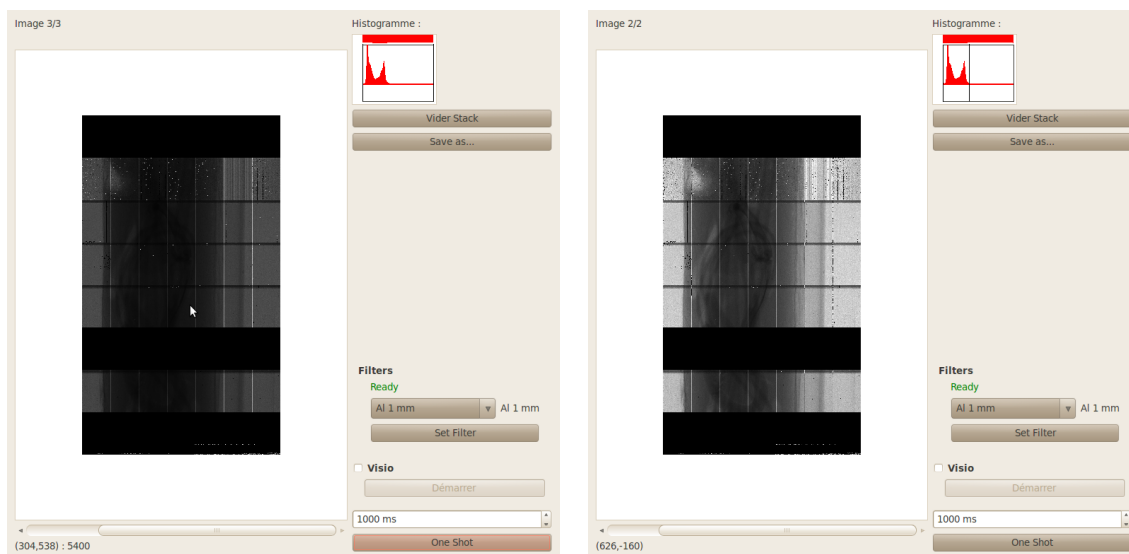 Image 3/3
Histogramme :
Vider Stack
Save as...
Filters
Ready
Al 1 mm
Al 1 mm
Set Filter
Visio
Démarrer
1000 ms
One Shot
(304,538) : 5400
Image 2/2
Histogramme :
Vider Stack
Save as...
Filters
Ready
Al 1 mm
Al 1 mm
Set Filter
Visio
Démarrer
1000 ms
One Shot
(626,-160)